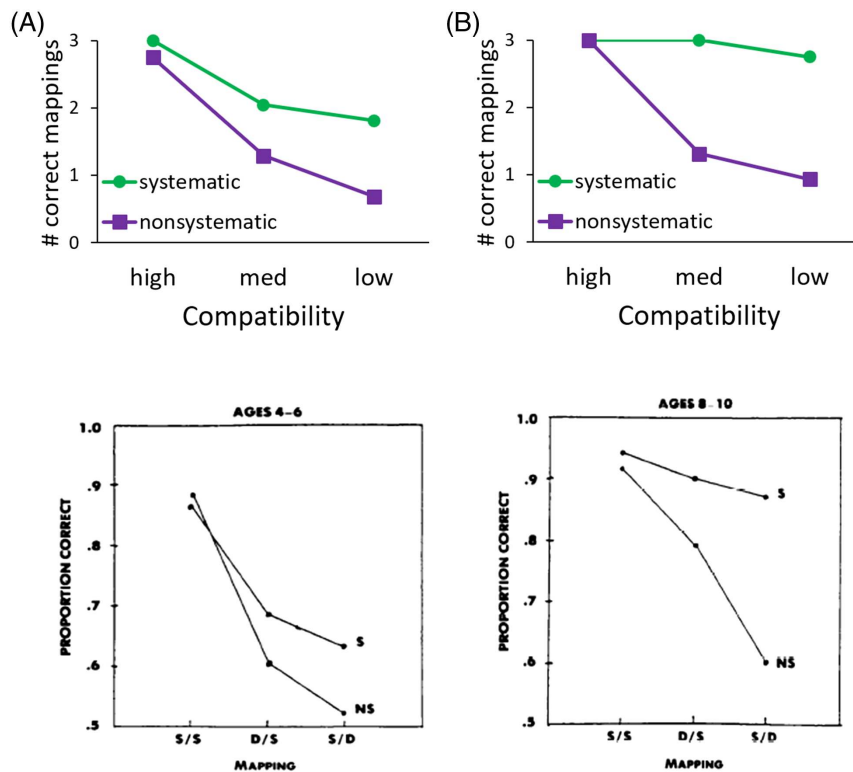 (A)
3
2
1
0
# correct mappings
systematic
nonsystematic
high med low
Compatibility
(B)
3
2
1
0
# correct mappings
systematic
nonsystematic
high med low
Compatibility
AGES 4-6
1.0
.9
.8
.7
.6
.5
PROPORTION CORRECT
S
NS
S/S D/S S/D
MAPPING
AGES 8-10
1.0
.9
.8
.7
.6
.5
PROPORTION CORRECT
S
NS
S/S D/S S/D
MAPPING